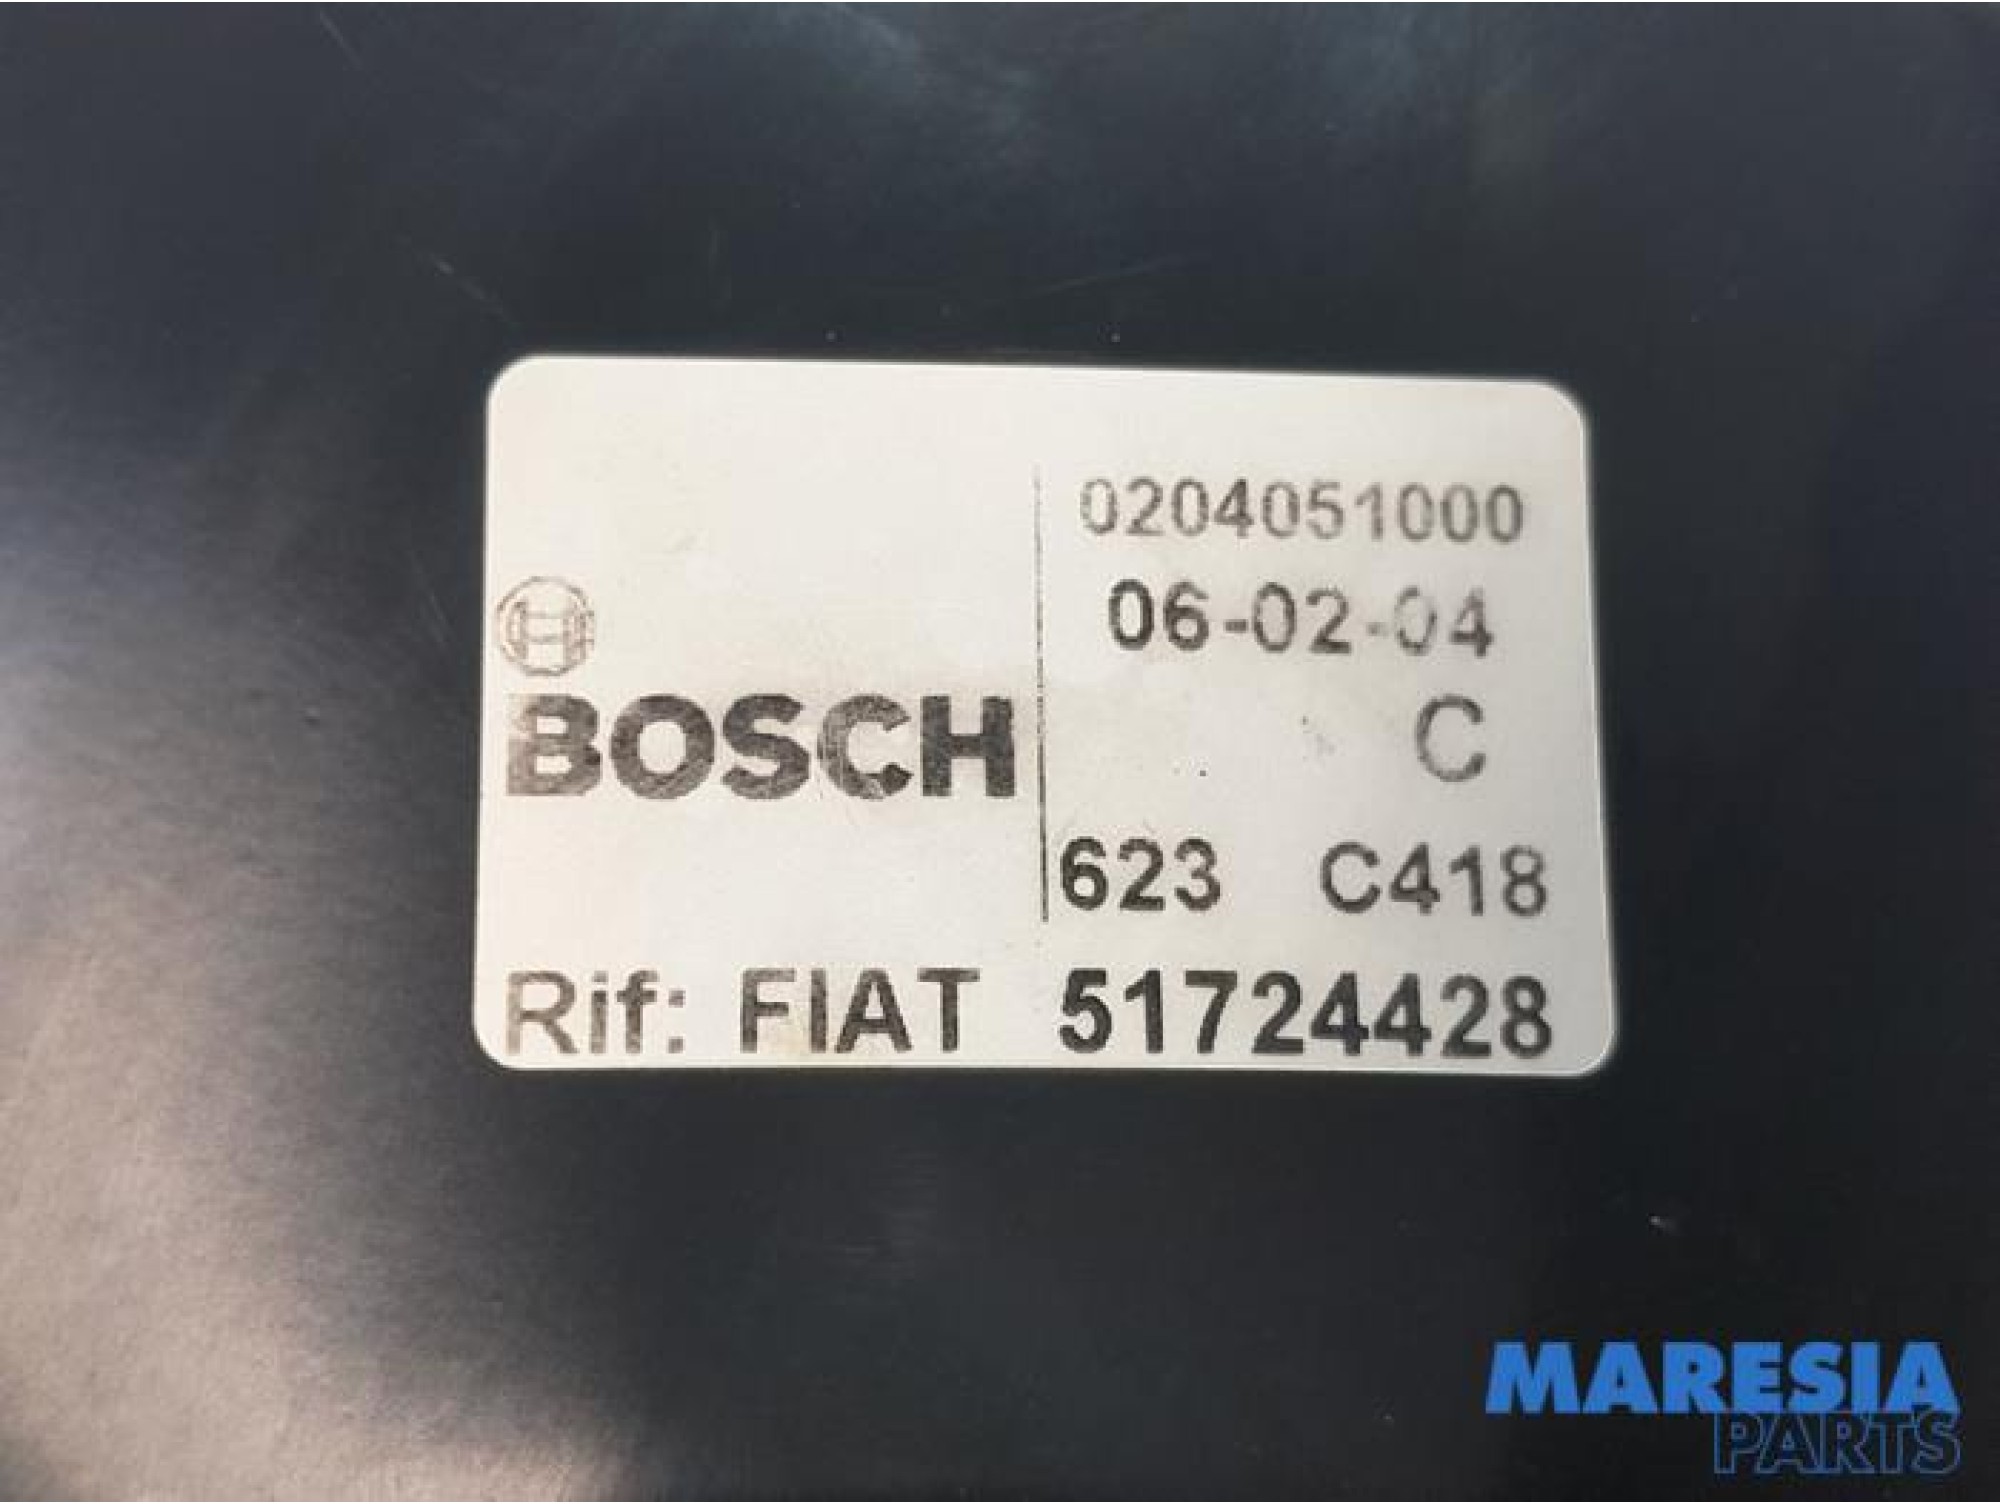 0204051000
06-02-04
BOSCH
C
623 C418
Rif: FIAT 51724428
MARESIA
PARTS